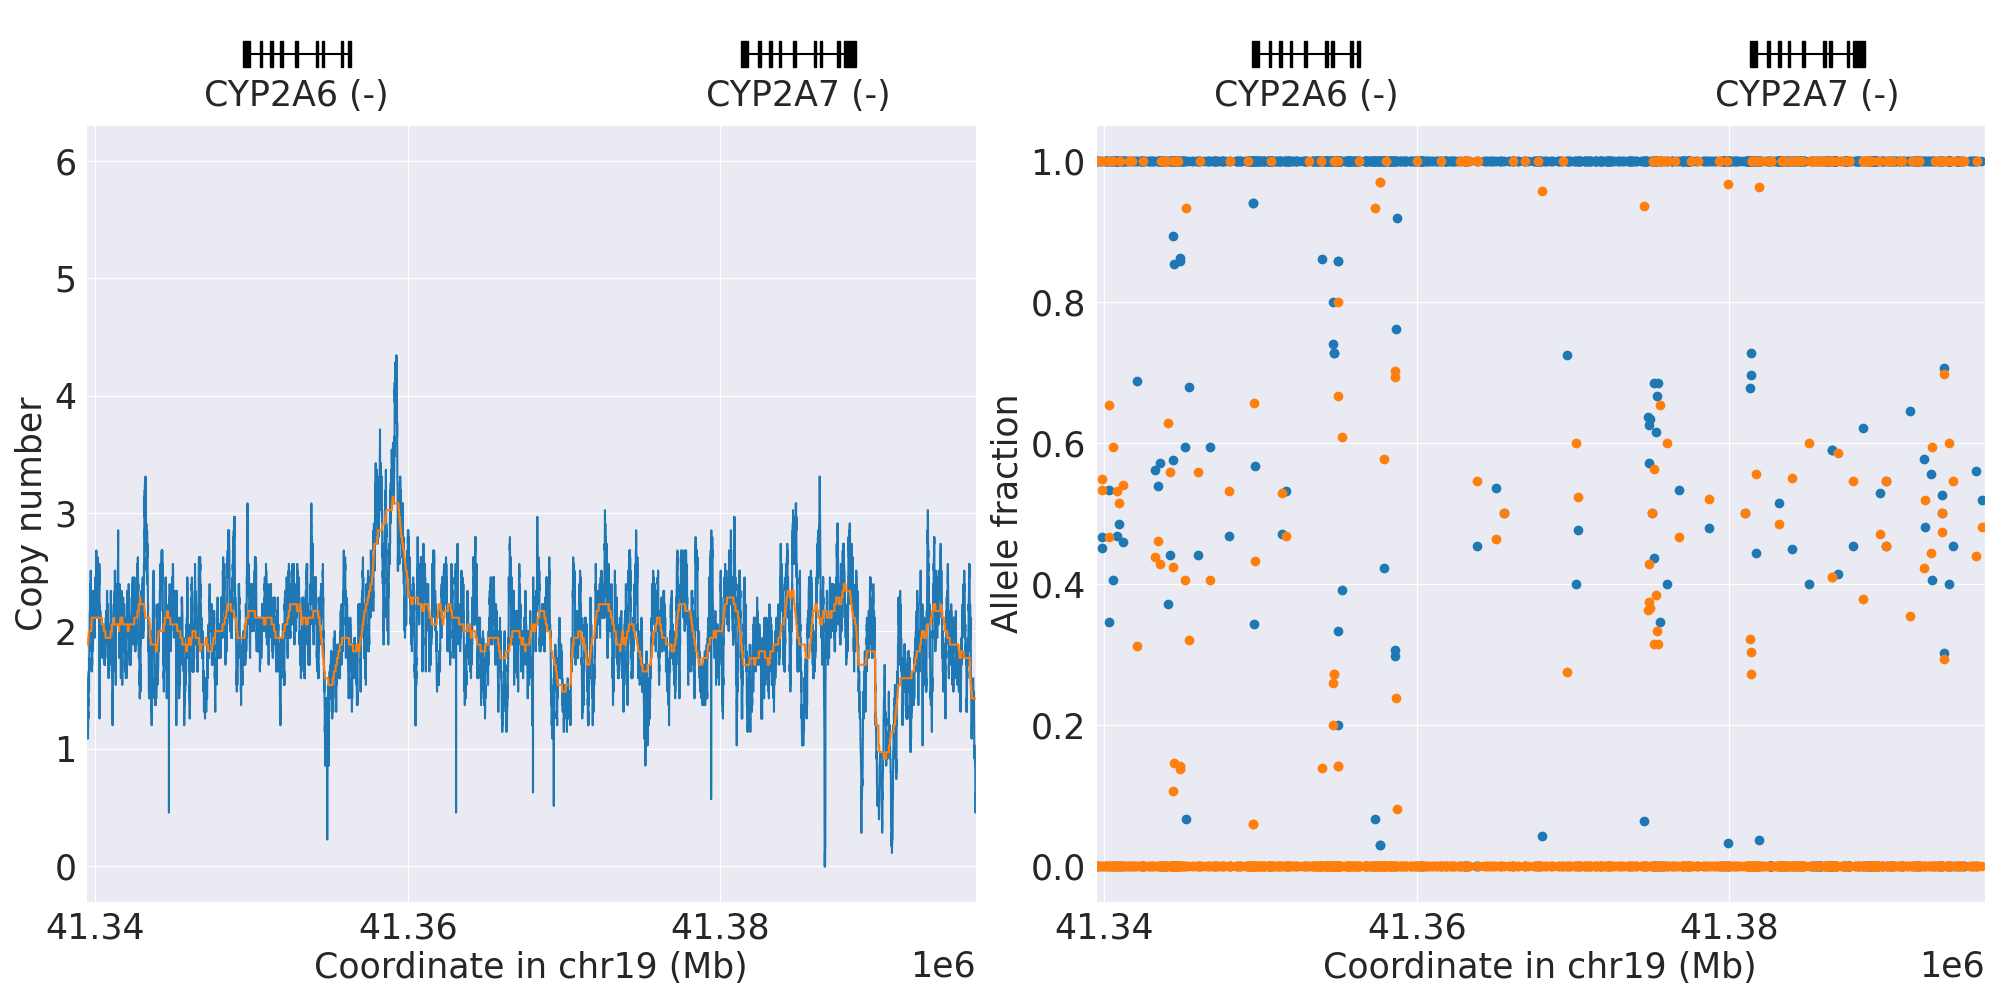 CYP2A6 (-)
CYP2A7 (-)
6
5
4
3
2
1
0
Copy number
41.34
41.36
41.38
Coordinate in chr19 (Mb)
1e6
CYP2A6 (-)
CYP2A7 (-)
1.0
0.8
0.6
0.4
0.2
0.0
Allele fraction
41.34
41.36
41.38
Coordinate in chr19 (Mb)
1e6